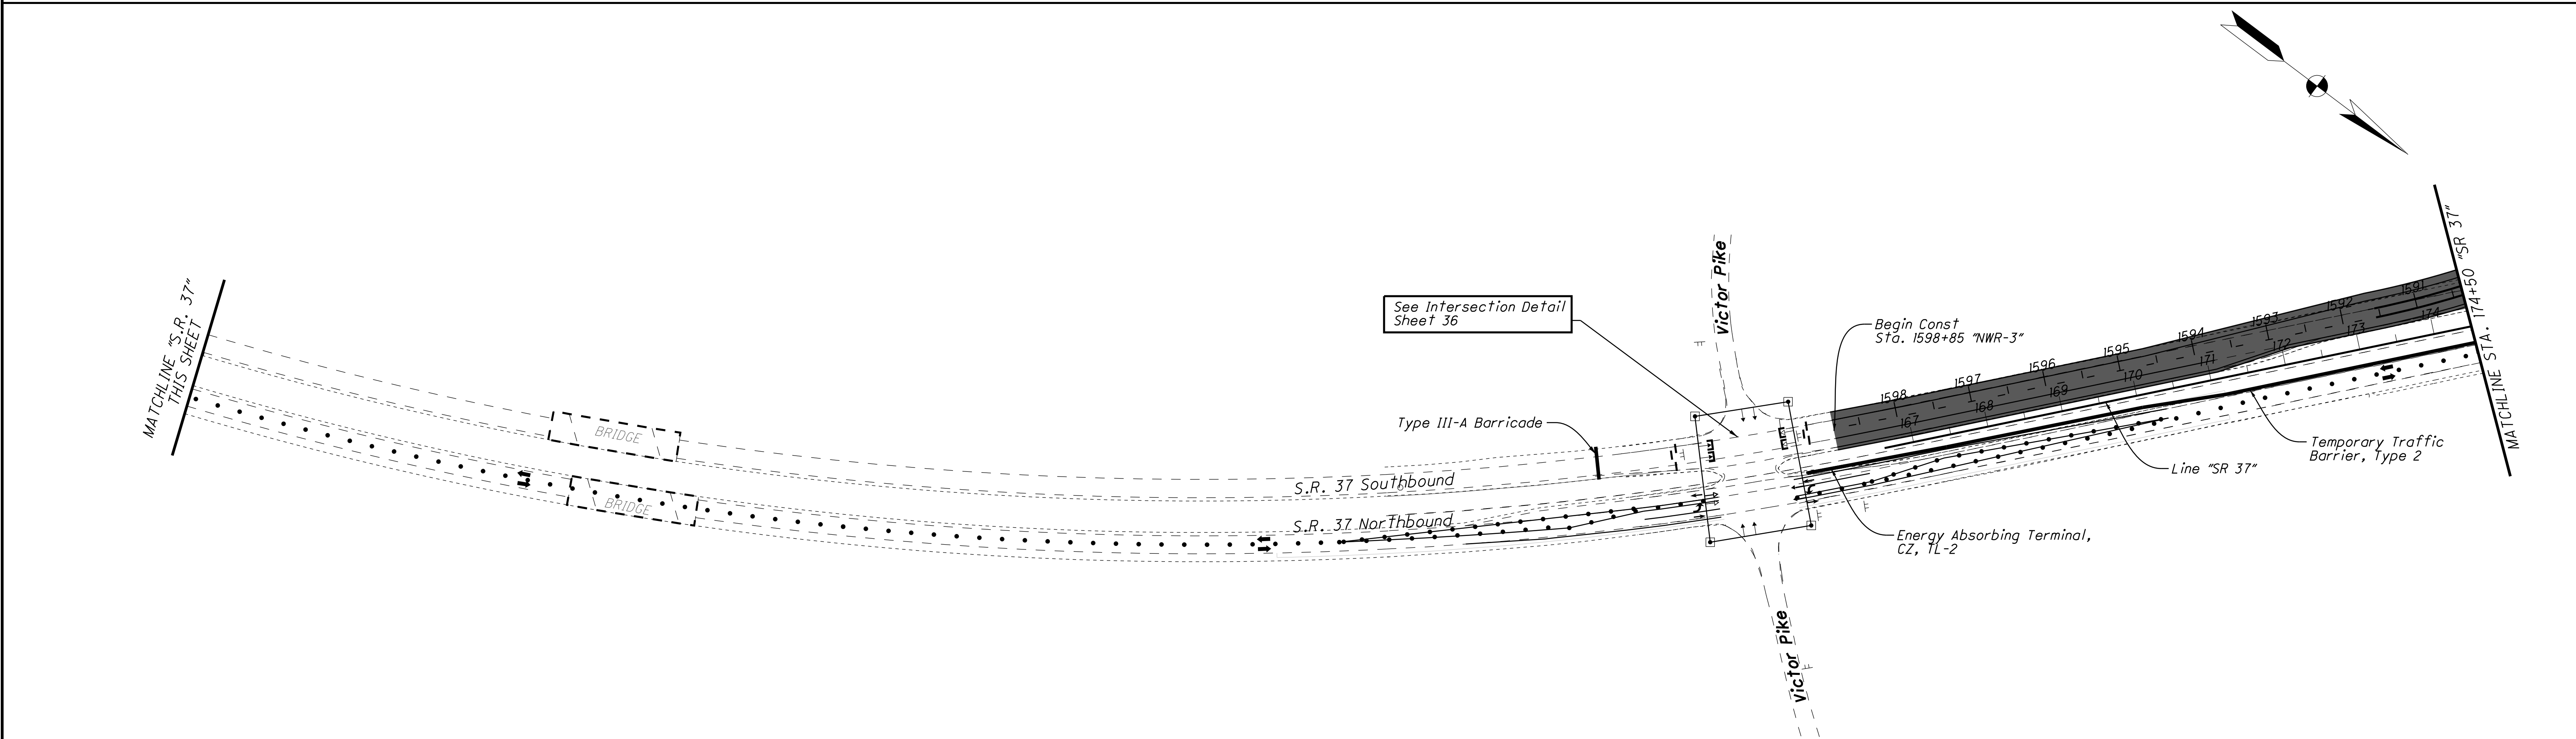 MATCHLINE "S.R. 37"
THIS SHEET
BRIDGE
BRIDGE
S.R. 37 Southbound
S.R. 37 Northbound
See Intersection Detail
Sheet 36
Type III-A Barricade
Victor Pike
Victor Pike
Begin Const
Sta. 1598+85 "NWR-3"
1598
1597
1596
1595
1594
1593
1592
1591
167
168
169
170
171
172
173
174
Energy Absorbing Terminal,
CZ, TL-2
Line "SR 37"
Temporary Traffic
Barrier, Type 2
MATCHLINE STA. 174+50 "SR 37"